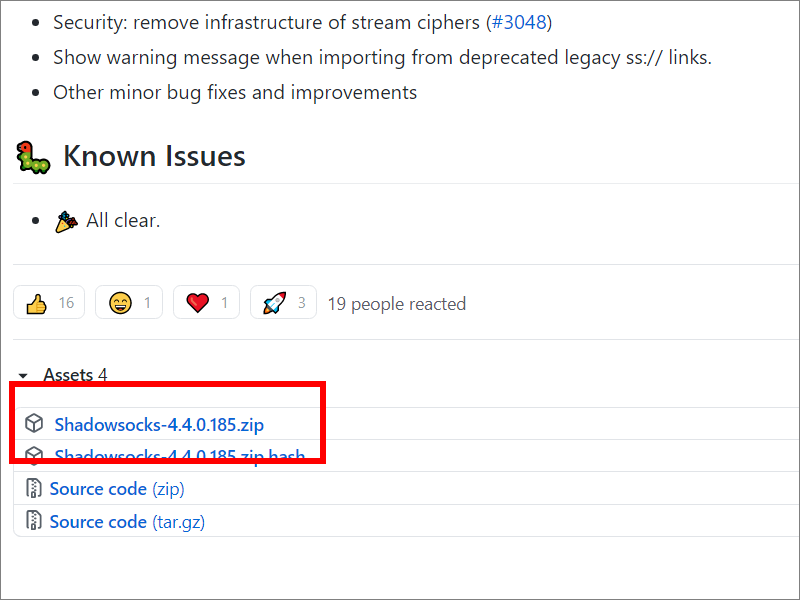 Security: remove infrastructure of stream ciphers (#3048)
Show warning message when importing from deprecated legacy ss:// links.
Other minor bug fixes and improvements
Known Issues
All clear.
16 1 1 3 19 people reacted
Assets 4
Shadowsocks-4.4.0.185.zip
Shadowsocks-4.4.0.185.zip.hash
Source code (zip)
Source code (tar.gz)